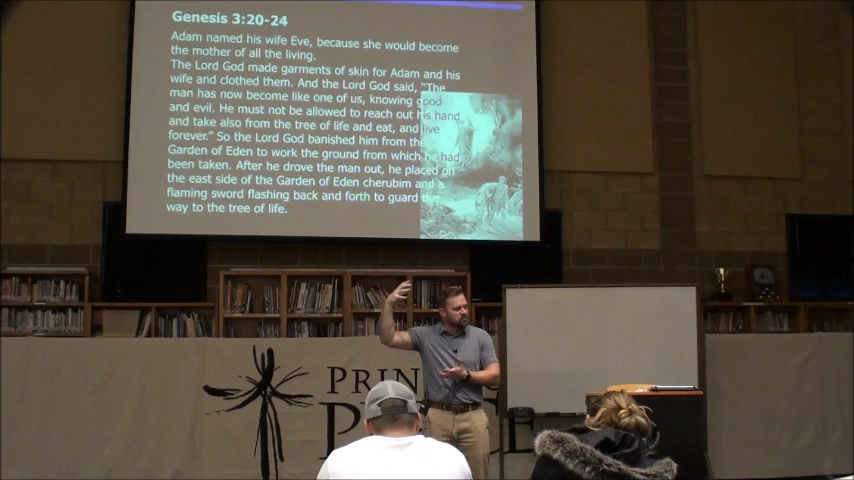 Genesis 3:20-24
Adam named his wife Eve, because she would become
the mother of all the living.
The Lord God made garments of skin for Adam and his
wife and clothed them. And the Lord God said, “The
man has now become like one of us, knowing good
and evil. He must not be allowed to reach out his hand
and take also from the tree of life and eat, and live
forever.” So the Lord God banished him from the
Garden of Eden to work the ground from which he had
been taken. After he drove the man out, he placed on
the east side of the Garden of Eden cherubim and a
flaming sword flashing back and forth to guard the
way to the tree of life.
PRIN